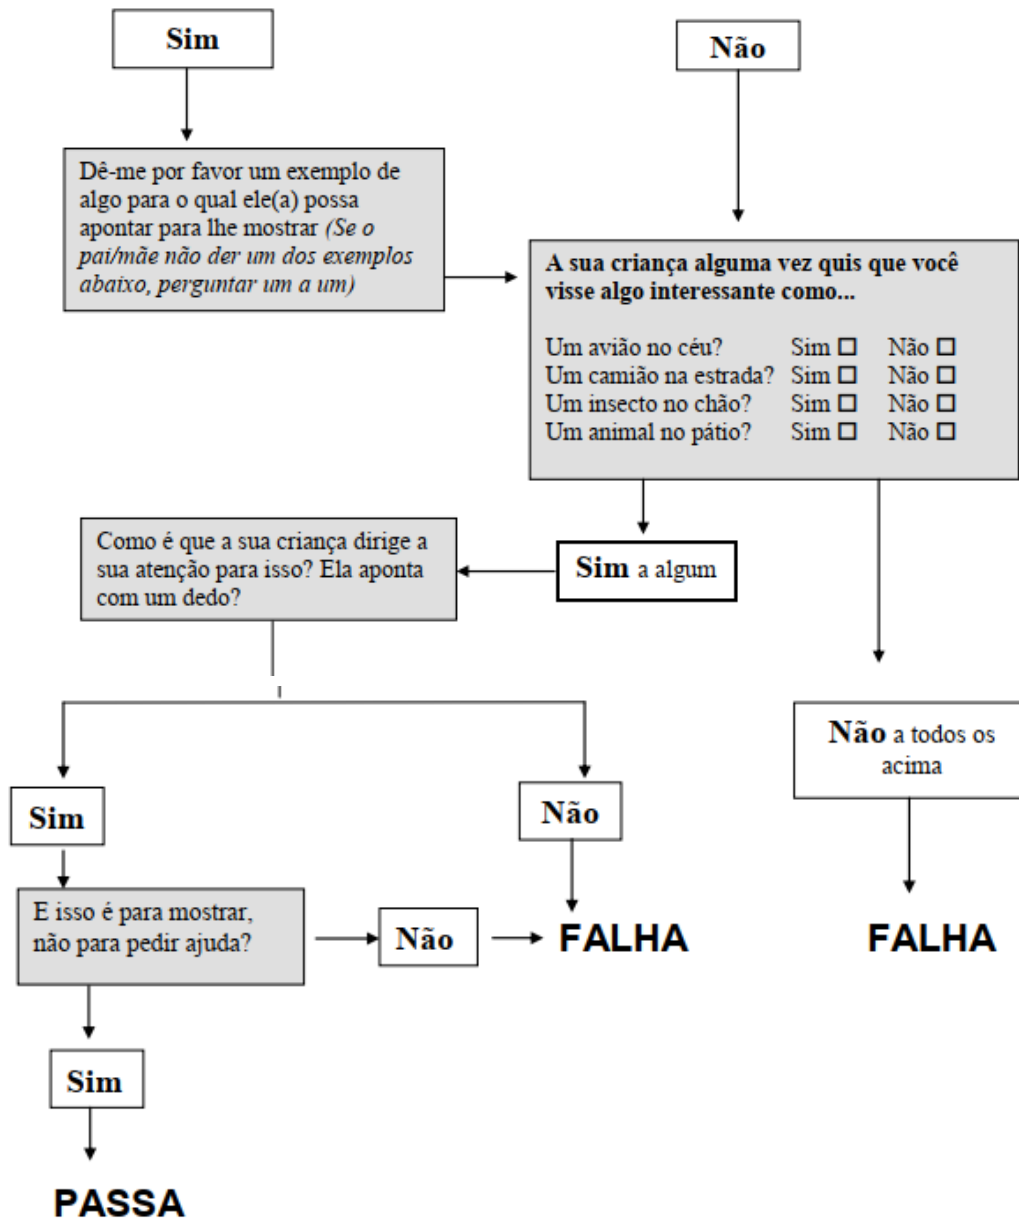 Sim
Não
Dê-me por favor um exemplo de
algo para o qual ele(a) possa
apontar para lhe mostrar (Se o
pai/mãe não der um dos exemplos
abaixo, perguntar um a um)
A sua criança alguma vez quis que você
visse algo interessante como...
Um avião no céu? Sim ☐ Não ☐
Um camião na estrada? Sim ☐ Não ☐
Um insecto no chão? Sim ☐ Não ☐
Um animal no pátio? Sim ☐ Não ☐
Como é que a sua criança dirige a
sua atenção para isso? Ela aponta
com um dedo?
Sim a algum
Não a todos os
acima
Sim
Não
E isso é para mostrar,
não para pedir ajuda?
Não
FALHA
FALHA
Sim
PASSA